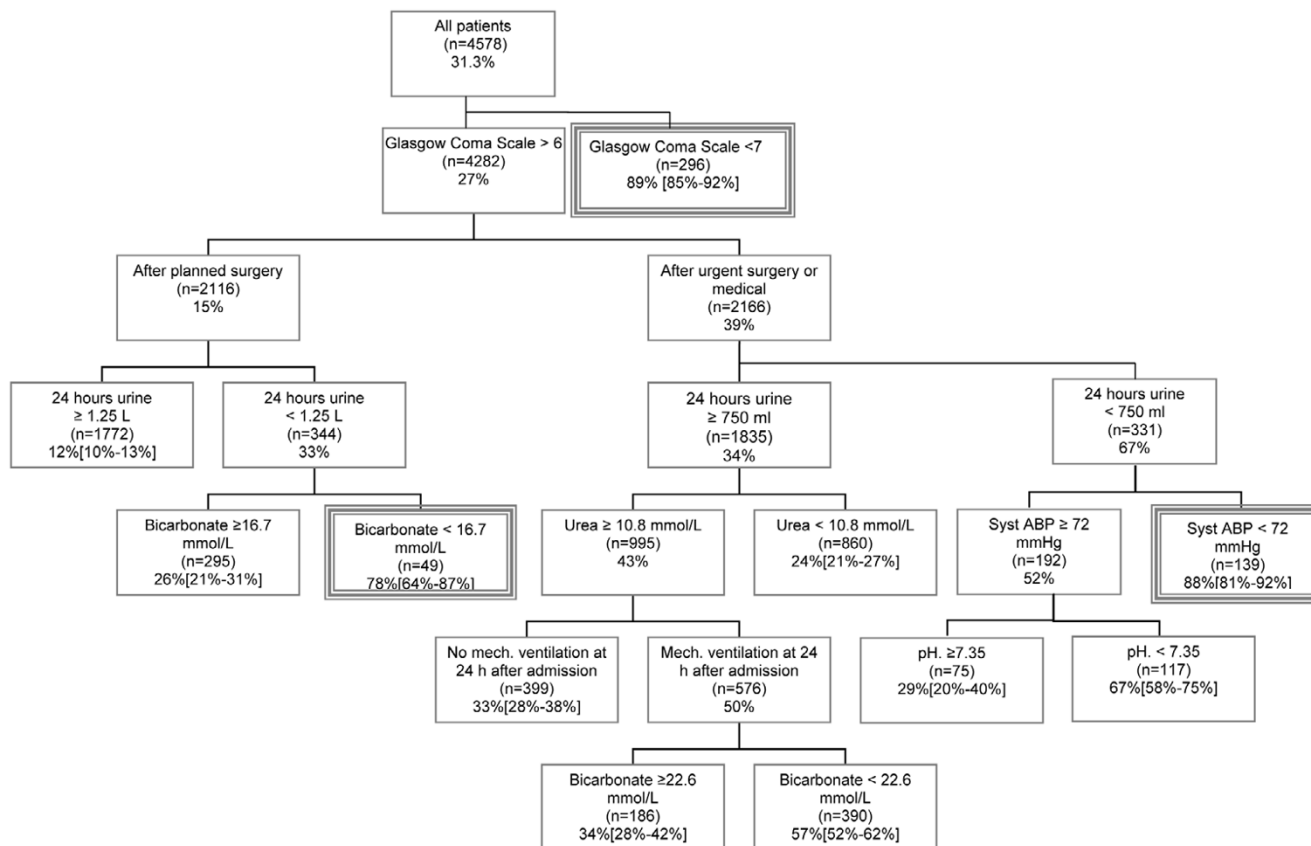 All patients
(n=4578)
31.3%
Glasgow Coma Scale > 6
(n=4282)
27%
Glasgow Coma Scale <7
(n=296)
89% [85%-92%]
After planned surgery
(n=2116)
15%
After urgent surgery or
medical
(n=2166)
39%
24 hours urine
≥ 1.25 L
(n=1772)
12%[10%-13%]
24 hours urine
< 1.25 L
(n=344)
33%
24 hours urine
≥ 750 ml
(n=1835)
34%
24 hours urine
< 750 ml
(n=331)
67%
Bicarbonate ≥16.7
mmol/L
(n=295)
26%[21%-31%]
Bicarbonate < 16.7
mmol/L
(n=49)
78%[64%-87%]
Urea ≥ 10.8 mmol/L
(n=995)
43%
Urea < 10.8 mmol/L
(n=860)
24%[21%-27%]
Syst ABP ≥ 72
mmHg
(n=192)
52%
Syst ABP < 72
mmHg
(n=139)
88%[81%-92%]
No mech. ventilation at
24 h after admission
(n=399)
33%[28%-38%]
Mech. ventilation at 24
h after admission
(n=576)
50%
pH. ≥7.35
(n=75)
29%[20%-40%]
pH. < 7.35
(n=117)
67%[58%-75%]
Bicarbonate ≥22.6
mmol/L
(n=186)
34%[28%-42%]
Bicarbonate < 22.6
mmol/L
(n=390)
57%[52%-62%]